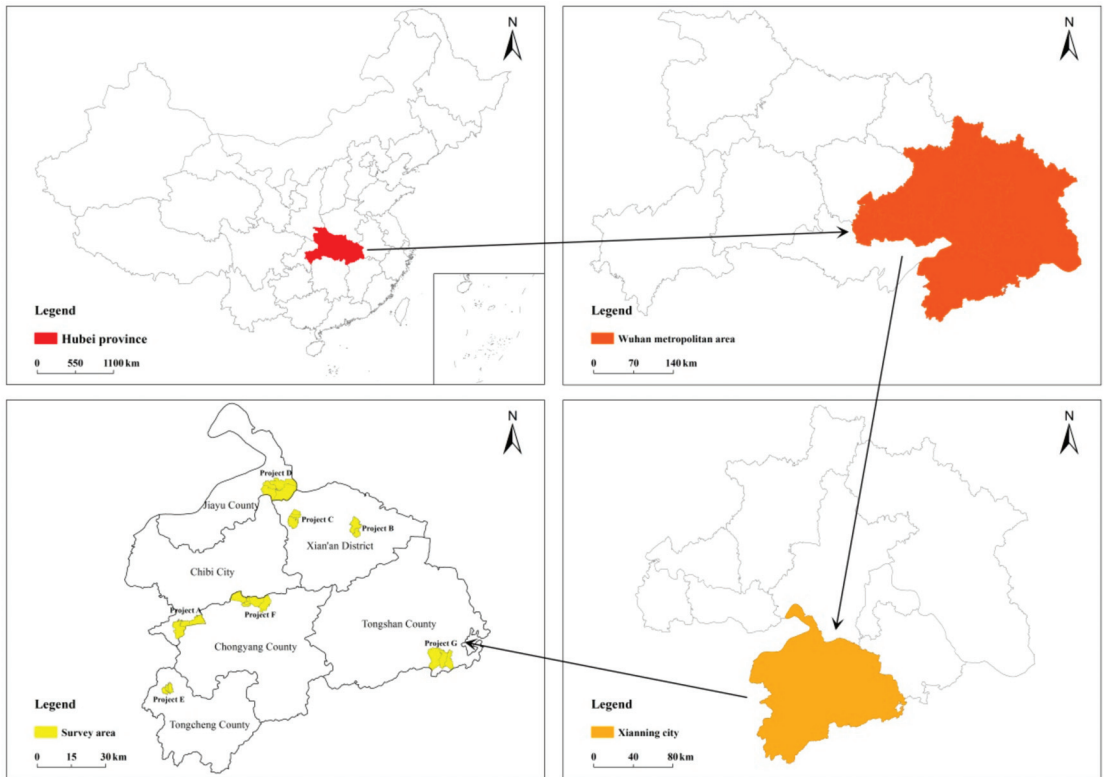 N
Legend
Hubei province
0 550 1100 km
N
Legend
Wuhan metropolitan area
0 70 140 km
N
Project D
Jiayu County
Project C
Project B
Xian'an District
Chibi City
Project A
Project F
Tongshan County
Chongyang County
Project G
Project E
Tongcheng County
Legend
Survey area
0 15 30 km
N
Legend
Xianning city
0 40 80 km